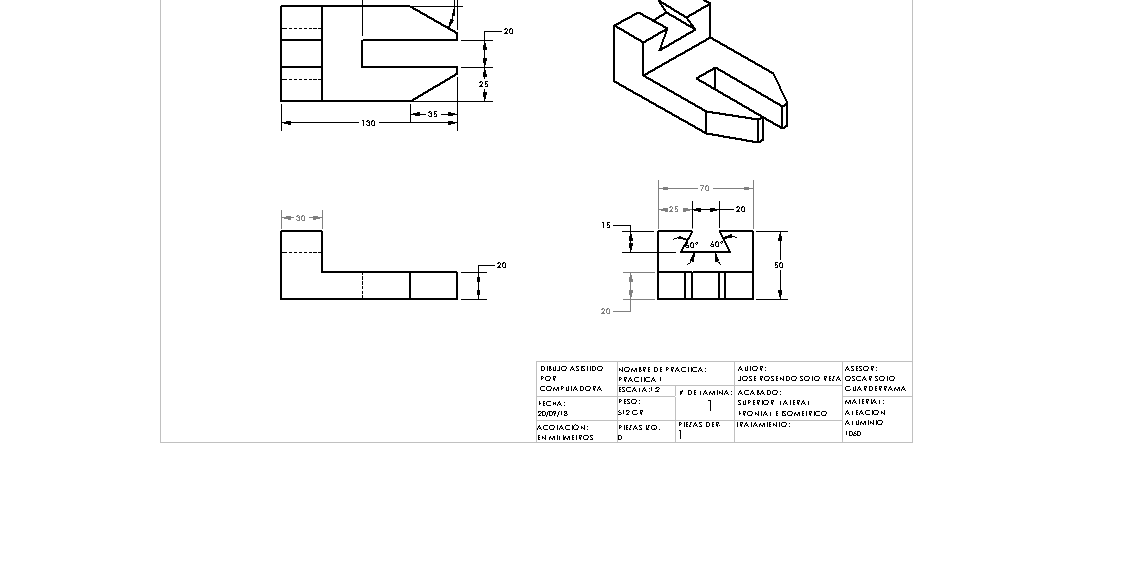 20
25
35
130
70
25
20
30
15
60° 60°
50
20
20
DIBUJO ASISTIDO
POR
COMPUTADORA
NOMBRE DE PRACTICA:
PRACTICA 1
AUTOR:
JOSE ROSENDO SOTO REZA
ASESOR:
OSCAR SOTO
GUARDERRAMA
ESCALA:1:2
# DE LAMINA:
1
ACABADO:
SUPERIOR LATERAL
FRONTAL E ISOMETRICO
FECHA:
20/09/18
PESO:
512 GR
MATERIAL:
ALEACION
ALUMINIO
1060
ACOTACION:
EN MILIMETROS
PIEZAS IZQ.
0
PIEZAS DER.
1
TRATAMIENTO: